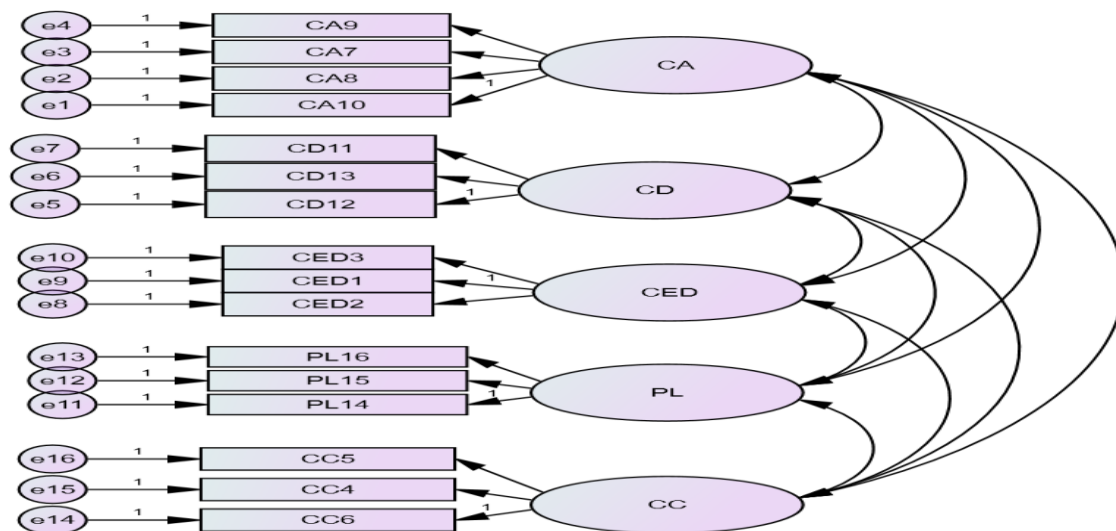 e4 1 CA9
e3 1 CA7
CA
e2 1 CA8
1
e1 1 CA10
e7 1 CD11
e6 1 CD13
CD
e5 1 CD12 1
e10 1 CED3
e9 1 CED1 1
CED
e8 1 CED2
e13 1 PL16
e12 1 PL15
PL
e11 1 PL14 1
e16 1 CC5
e15 1 CC4
CC
e14 1 CC6 1